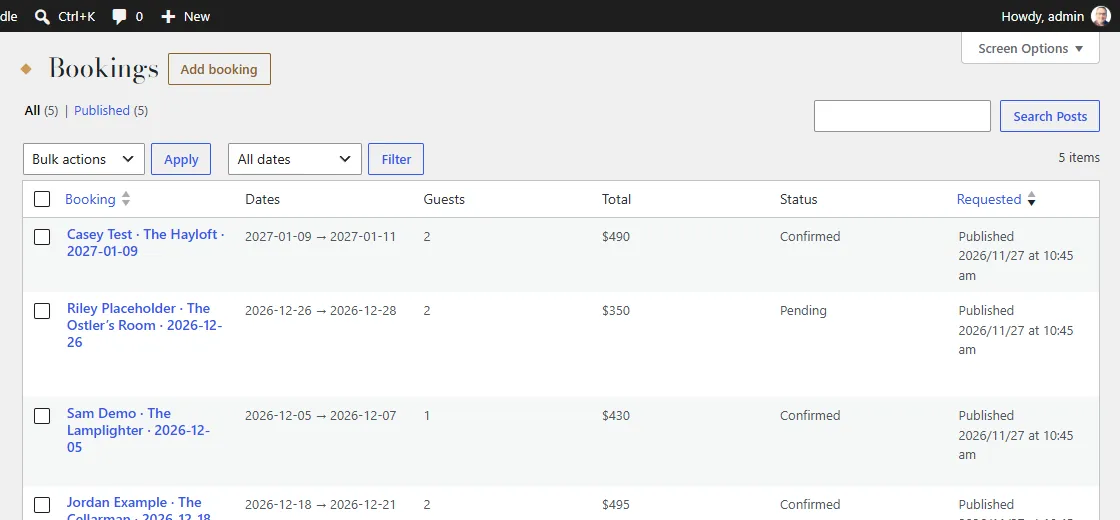 dle Ctrl+K 0 New Howdy, admin
Screen Options
Bookings Add booking
All (5) | Published (5)
Search Posts
Bulk actions Apply All dates Filter 5 items
Booking Dates Guests Total Status Requested
Casey Test · The Hayloft · 2027-01-09 → 2027-01-11 2 $490 Confirmed Published
2027-01-09 2026/11/27 at 10:45
am
Riley Placeholder · The 2026-12-26 → 2026-12-28 2 $350 Pending Published
Ostler’s Room · 2026-12- 2026/11/27 at 10:45
26 am
Sam Demo · The 2026-12-05 → 2026-12-07 1 $430 Confirmed Published
Lamplighter · 2026-12- 2026/11/27 at 10:45
05 am
Jordan Example · The 2026-12-18 → 2026-12-21 2 $495 Confirmed Published
Cellarman · 2026-12-18